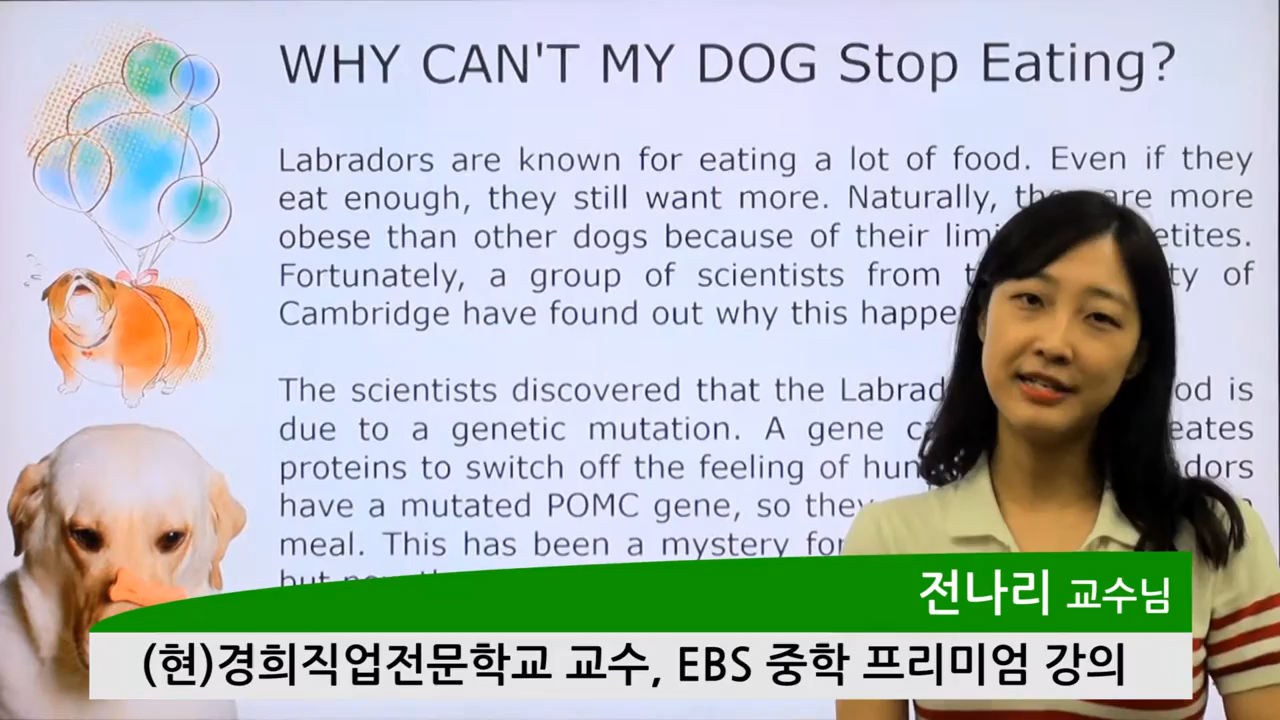 WHY CAN'T MY DOG Stop Eating?
Labradors are known for eating a lot of food. Even if they
eat enough, they still want more. Naturally, are more
obese than other dogs because of their
Fortunately, a group of scientists from of
Cambridge have found out why this
The scientists discovered that the is
due to a genetic mutation. A gene
proteins to switch off the feeling of
have a mutated POMC gene, so
meal. This has been a mystery
but
전나리 교수님
(현)경희직업전문학교 교수, EBS 중학 프리미엄 강의